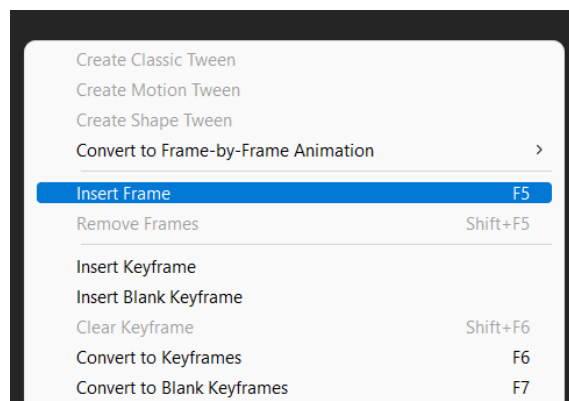 Create Classic Tween
Create Motion Tween
Create Shape Tween
Convert to Frame-by-Frame Animation >
Insert Frame F5
Remove Frames Shift+F5
Insert Keyframe
Insert Blank Keyframe
Clear Keyframe Shift+F6
Convert to Keyframes F6
Convert to Blank Keyframes F7